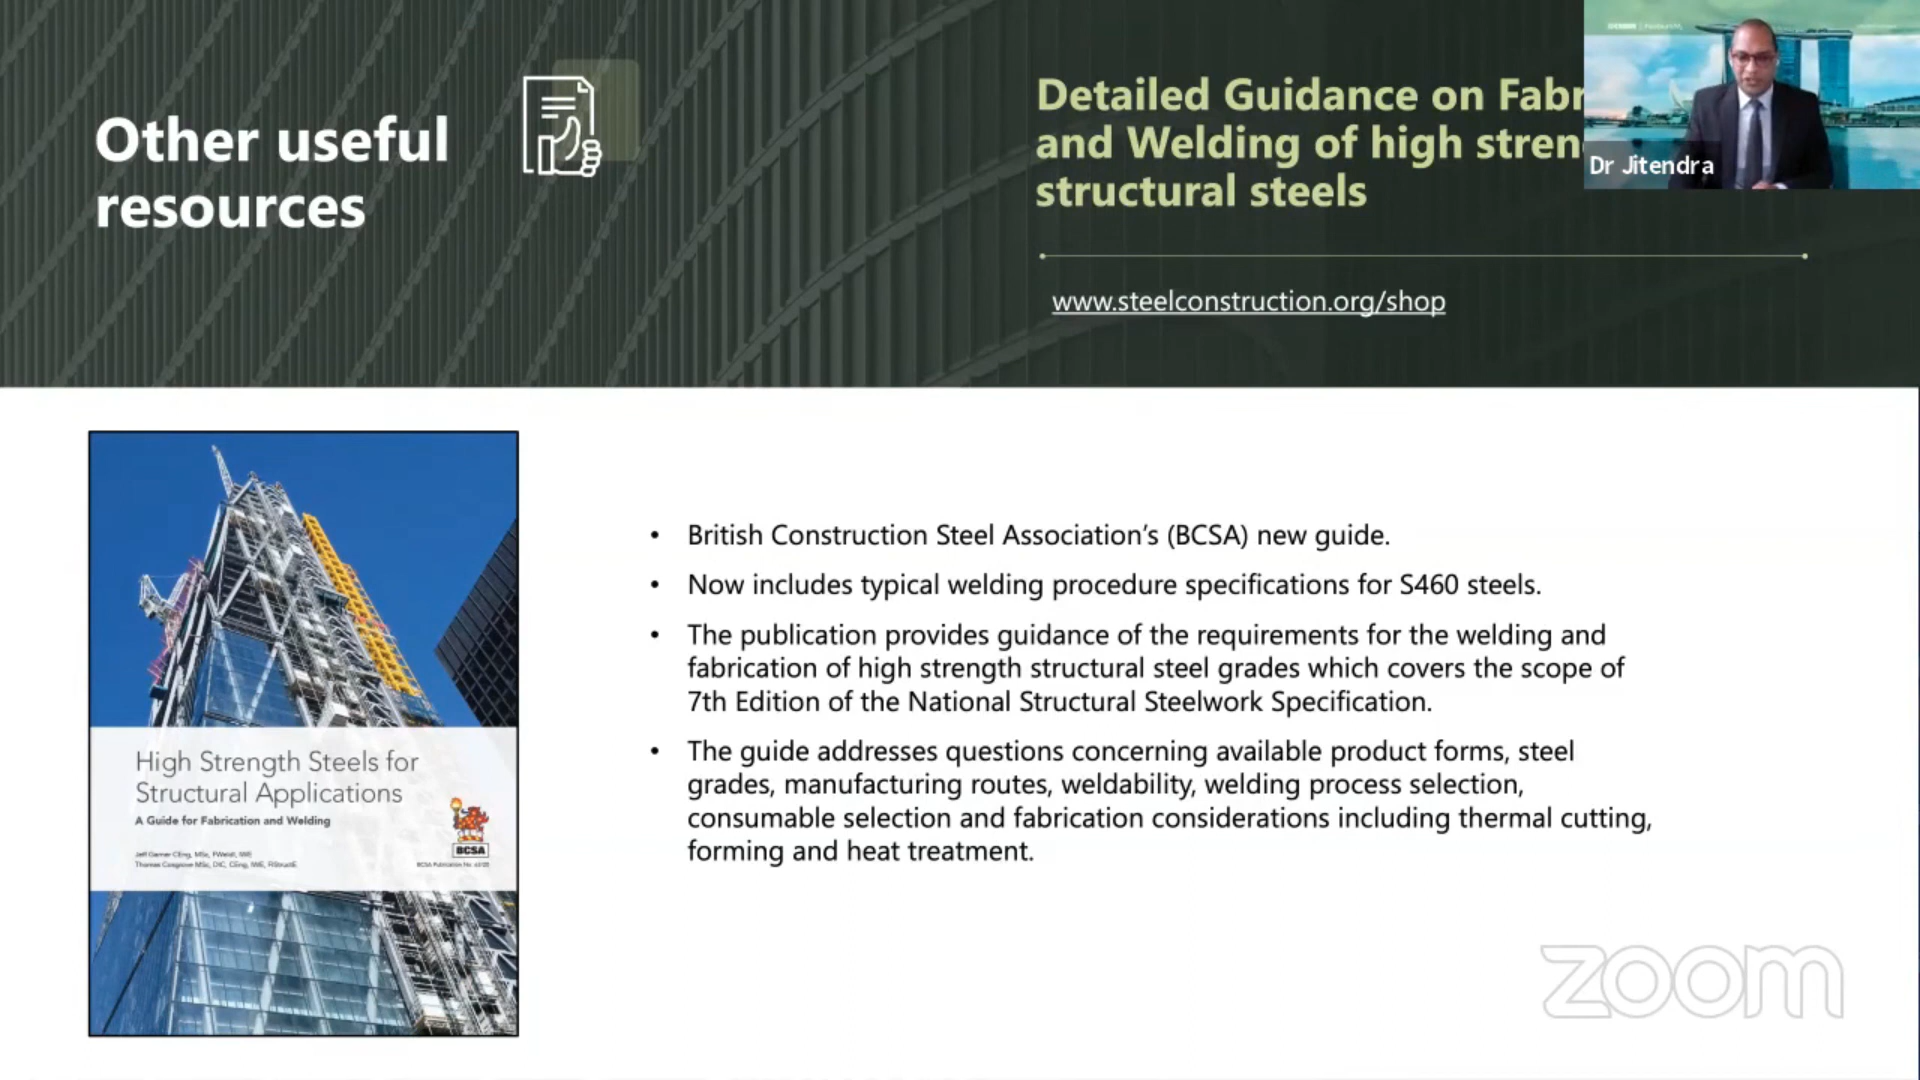 Other useful
resources
Detailed Guidance on Fabr
and Welding of high stren
structural steels
www.steelconstruction.org/shop
Dr Jitendra
• British Construction Steel Association’s (BCSA) new guide.
• Now includes typical welding procedure specifications for S460 steels.
• The publication provides guidance of the requirements for the welding and
fabrication of high strength structural steel grades which covers the scope of
7th Edition of the National Structural Steelwork Specification.
• The guide addresses questions concerning available product forms, steel
grades, manufacturing routes, weldability, welding process selection,
consumable selection and fabrication considerations including thermal cutting,
forming and heat treatment.
High Strength Steels for
Structural Applications
A Guide for Fabrication and Welding
BCSA
zoom